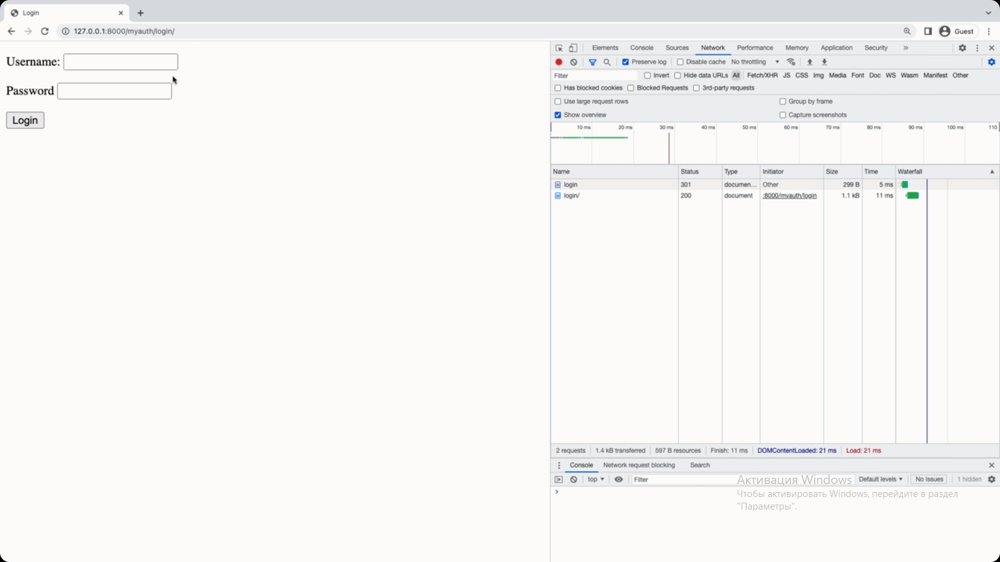 Login
127.0.0.1:8000/myauth/login/
Guest
Username:
Password
Login
Elements Console Sources Network Performance Memory Application Security »
Preserve log Disable cache No throttling
Filter Invert Hide data URLs All Fetch/XHR JS CSS Img Media Font Doc WS Wasm Manifest Other
Has blocked cookies Blocked Requests 3rd-party requests
Use large request rows Group by frame
Show overview Capture screenshots
10 ms 20 ms 30 ms 40 ms 50 ms 60 ms 70 ms 80 ms 90 ms 100 ms 110
Name Status Type Initiator Size Time Waterfall
login 301 documen... Other 299 B 5 ms
login/ 200 document :8000/myauth/login 1.1 kB 11 ms
2 requests 1.4 kB transferred 597 B resources Finish: 11 ms DOMContentLoaded: 21 ms Load: 21 ms
Console Network request blocking Search
top Filter Default levels No Issues 1 hidden
Активация Windows
Чтобы активировать Windows, перейдите в раздел
"Параметры".